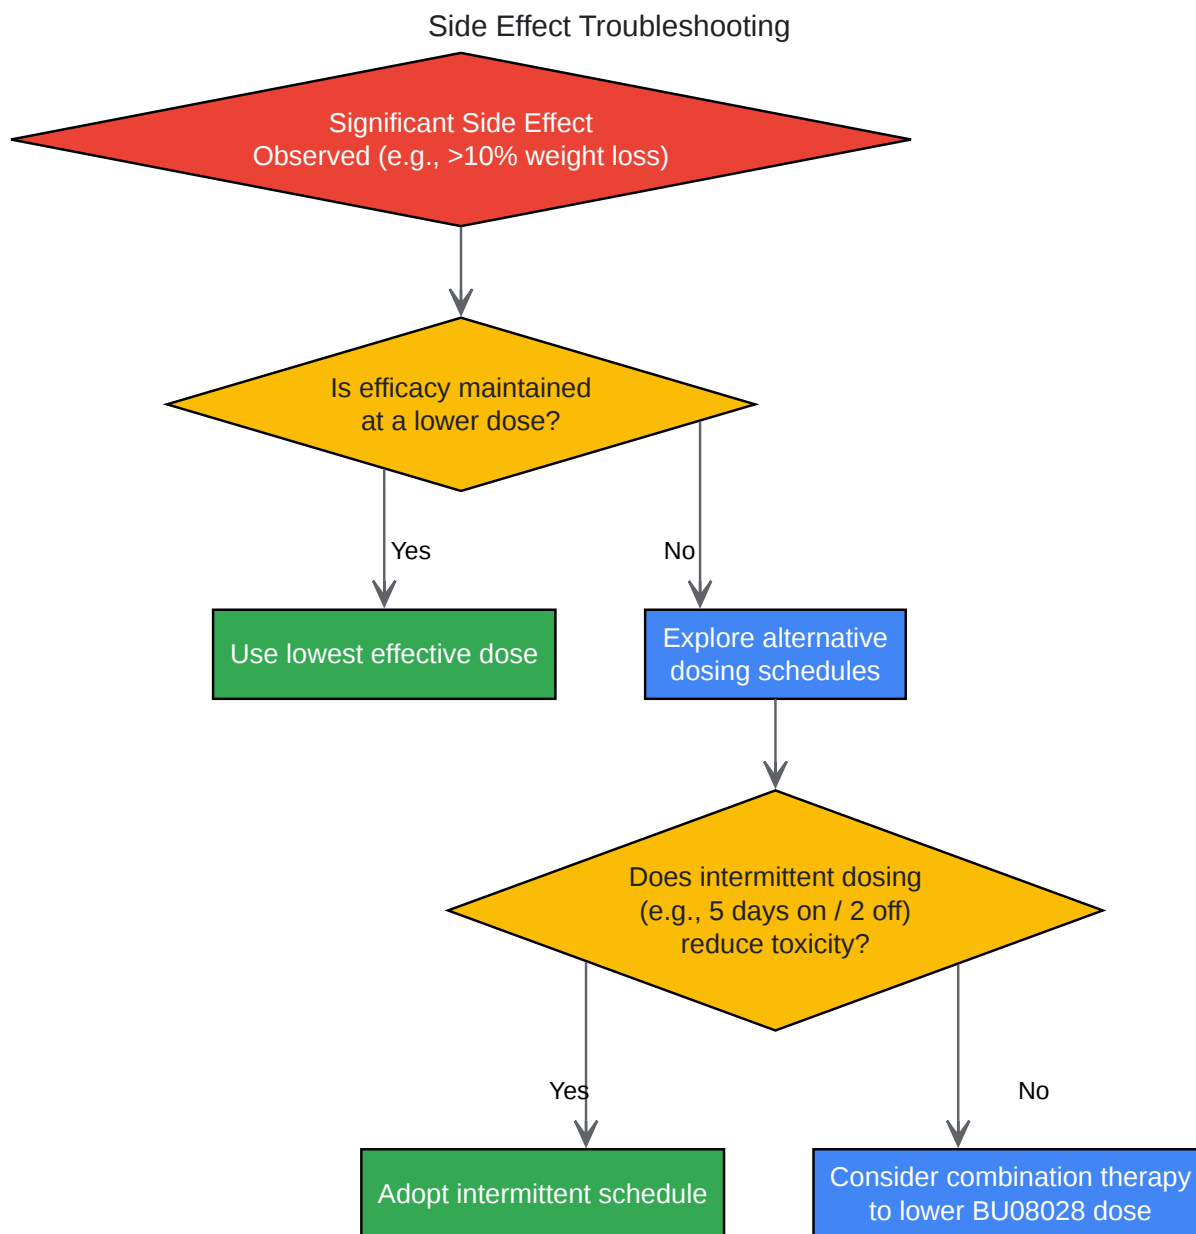 Side Effect Troubleshooting
Significant Side Effect
Observed (e.g., >10% weight loss)
Is efficacy maintained
at a lower dose?
Yes
No
Use lowest effective dose
Explore alternative
dosing schedules
Does intermittent dosing
(e.g., 5 days on / 2 off)
reduce toxicity?
Yes
No
Adopt intermittent schedule
Consider combination therapy
to lower BU08028 dose